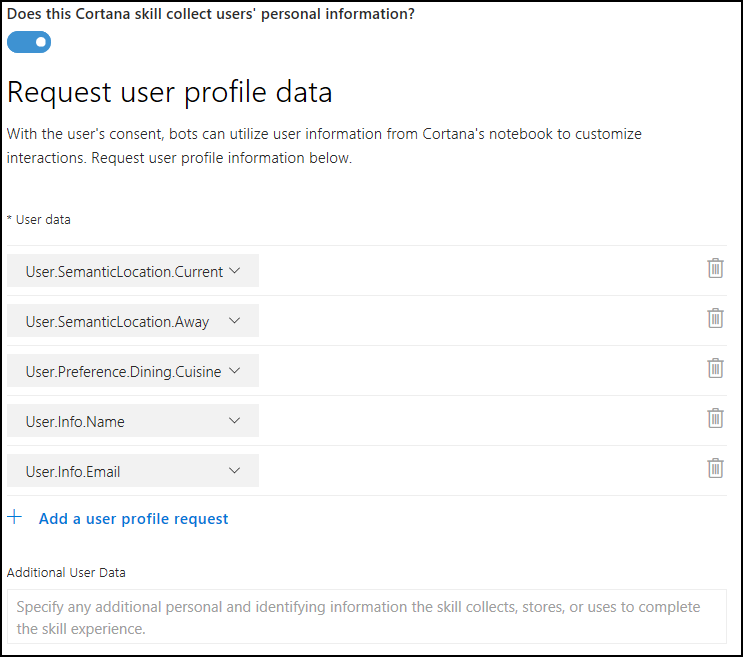 Does this Cortana skill collect users' personal information?
Request user profile data
With the user's consent, bots can utilize user information from Cortana's notebook to customize
interactions. Request user profile information below.
* User data
User.SemanticLocation.Current
User.SemanticLocation.Away
User.Preference.Dining.Cuisine
User.Info.Name
User.Info.Email
Add a user profile request
Additional User Data
Specify any additional personal and identifying information the skill collects, stores, or uses to complete
the skill experience.